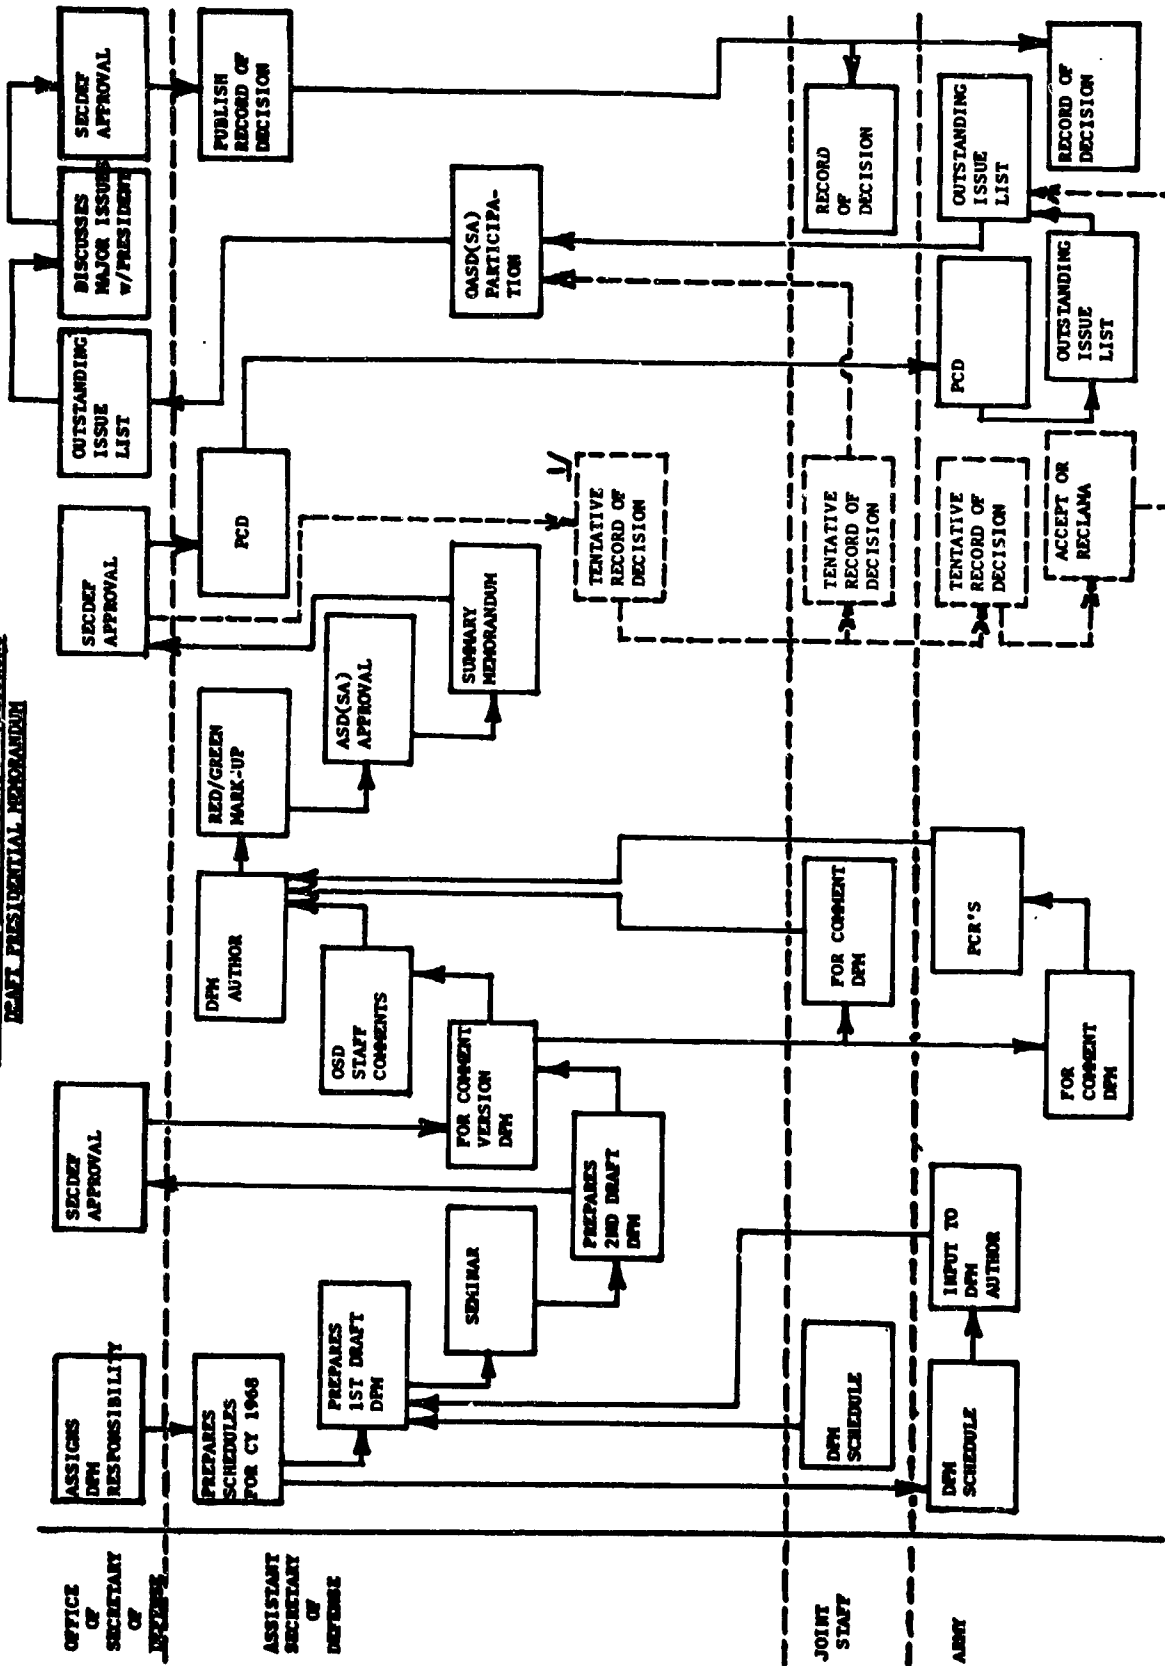 DRAFT PRESIDENTIAL MEMORANDUM
OFFICE
OF
SECRETARY
OF
DEFENSE
ASSIGNS
DPM
RESPONSIBILITY
SECDEF
APPROVAL
SECDEF
APPROVAL
OUTSTANDING
ISSUE
LIST
DISCUSSES
MAJOR ISSUES
w/PRESIDENT
SECDEF
APPROVAL
ASSISTANT
SECRETARY
OF
DEFENSE
PREPARES
SCHEDULES
FOR CY 1968
PREPARES
1ST DRAFT
DPM
SEMINAR
PREPARES
2ND DRAFT
DPM
FOR COMMENT
VERSION
DPM
OSD
STAFF
COMMENTS
DPM
AUTHOR
RED/GREEN
MARK-UP
ASD(SA)
APPROVAL
SUMMARY
MEMORANDUM
PCD
1/
TENTATIVE
RECORD OF
DECISION
OASD(SA)
PARTICIPA-
TION
PUBLISH
RECORD OF
DECISION
JOINT
STAFF
DPM
SCHEDULE
FOR COMMENT
DPM
TENTATIVE
RECORD OF
DECISION
RECORD
OF
DECISION
ARMY
DPM
SCHEDULE
INPUT TO
DPM
AUTHOR
FOR
COMMENT
DPM
PCR'S
TENTATIVE
RECORD OF
DECISION
ACCEPT OR
RECLAMA
PCD
OUTSTANDING
ISSUE
LIST
OUTSTANDING
ISSUE
LIST
RECORD OF
DECISION